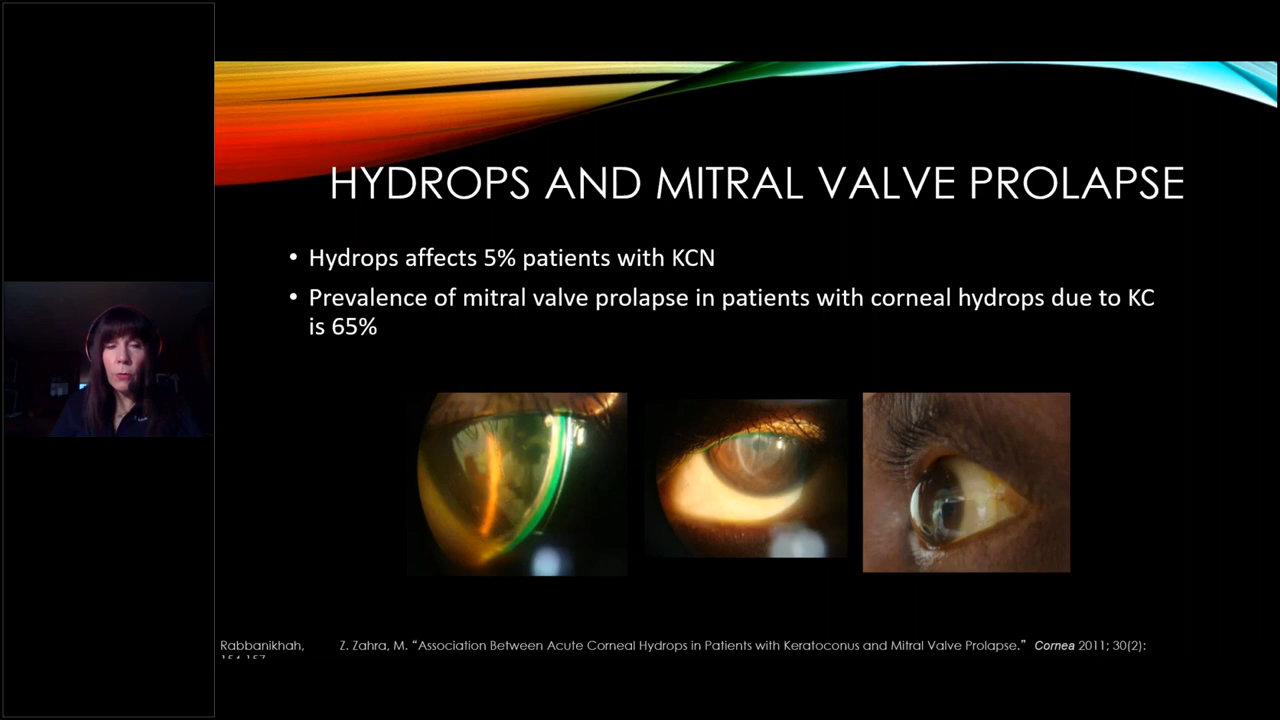 HYDROPS AND MITRAL VALVE PROLAPSE
• Hydrops affects 5% patients with KCN
• Prevalence of mitral valve prolapse in patients with corneal hydrops due to KC
is 65%
Rabbanikhah, Z. Zahra, M. “Association Between Acute Corneal Hydrops in Patients with Keratoconus and Mitral Valve Prolapse.” Cornea 2011; 30(2):
154-157